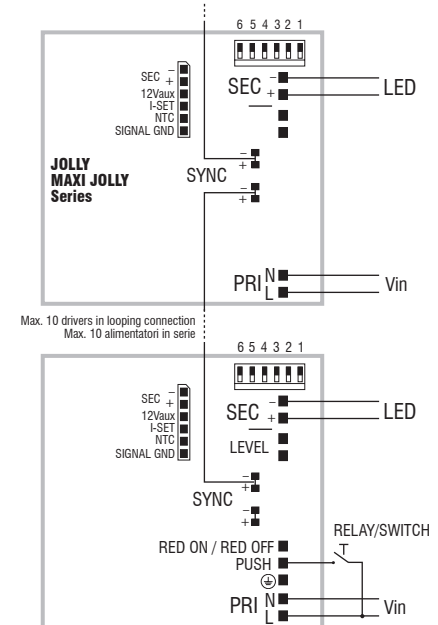 6 5 4 3 2 1
SEC - +
12Vaux
I-SET
NTC
SIGNAL GND
SEC - +
LED
JOLLY
MAXI JOLLY
Series
SYNC
- +
- +
PRI N L
Vin
Max. 10 drivers in looping connection
Max. 10 alimentatori in serie
6 5 4 3 2 1
SEC - +
12Vaux
I-SET
NTC
SIGNAL GND
SEC - +
LED
LEVEL
SYNC
- +
- +
RELAY/SWITCH
RED ON / RED OFF
PUSH
PRI N L
Vin